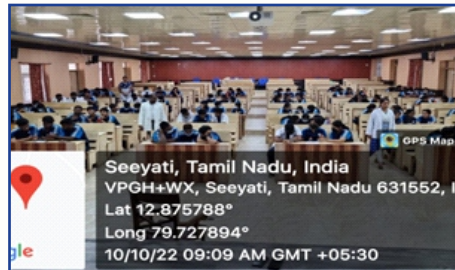 GPS Map
Seeyati, Tamil Nadu, India
VPGH+WX, Seeyati, Tamil Nadu 631552, I
Lat 12.875788°
Long 79.727894°
10/10/22 09:09 AM GMT +05:30
gle